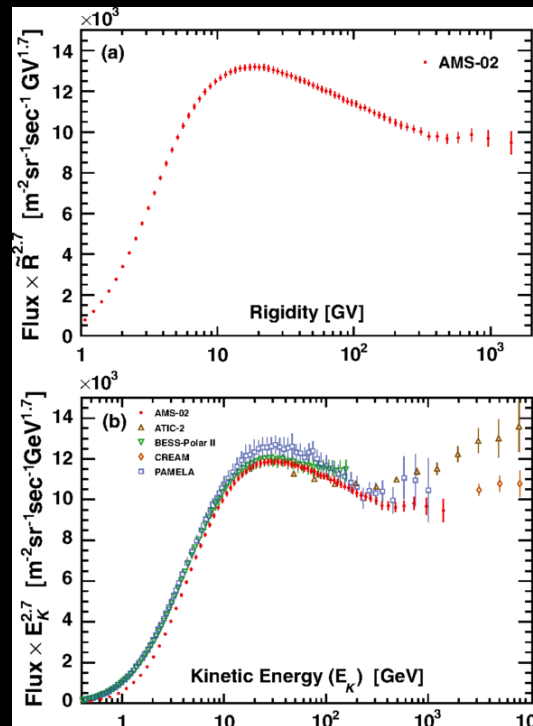 ×10³
(a)
AMS-02
14
12
10
8
6
4
2
0
Flux × R̃^2.7 [m⁻²sr⁻¹sec⁻¹ GV^1.7]
Rigidity [GV]
1 10 10² 10³
×10³
(b)
AMS-02
ATIC-2
BESS-Polar II
CREAM
PAMELA
14
12
10
8
6
4
2
0
Flux × E_K^2.7 [m⁻²sr⁻¹sec⁻¹GeV^1.7]
Kinetic Energy (E_K) [GeV]
1 10 10² 10³